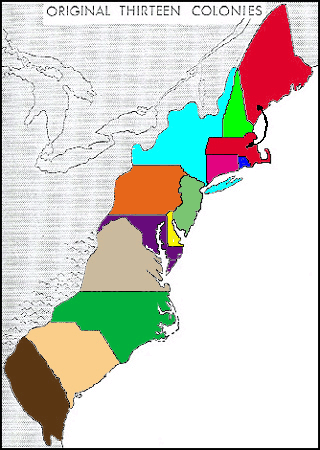 ORIGINAL THIRTEEN COLONIES